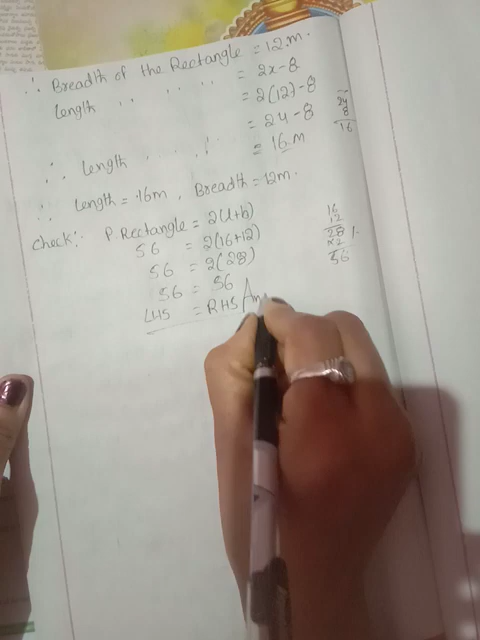 ∴ Breadth of the Rectangle = 12 m.
Length ,, ,, ,, ,, = 2x - 8
= 2(12) - 8
= 24 - 8
∴ Length = 16 m
∴ Length = 16m, Breadth = 12m.
Check:- P Rectangle = 2(l+b)
56 = 2(16+12)
56 = 2(28)
56 = 56
LHS = RHS An
24
8
16
16
12
28
×2
56